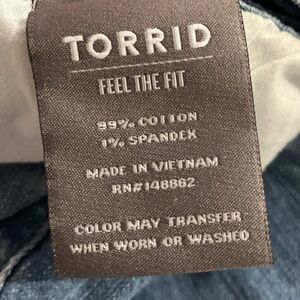 TORRID
FEEL THE FIT
99% COTTON
1% SPANDEX
MADE IN VIETNAM
RN#148862
COLOR MAY TRANSFER
WHEN WORN OR WASHED